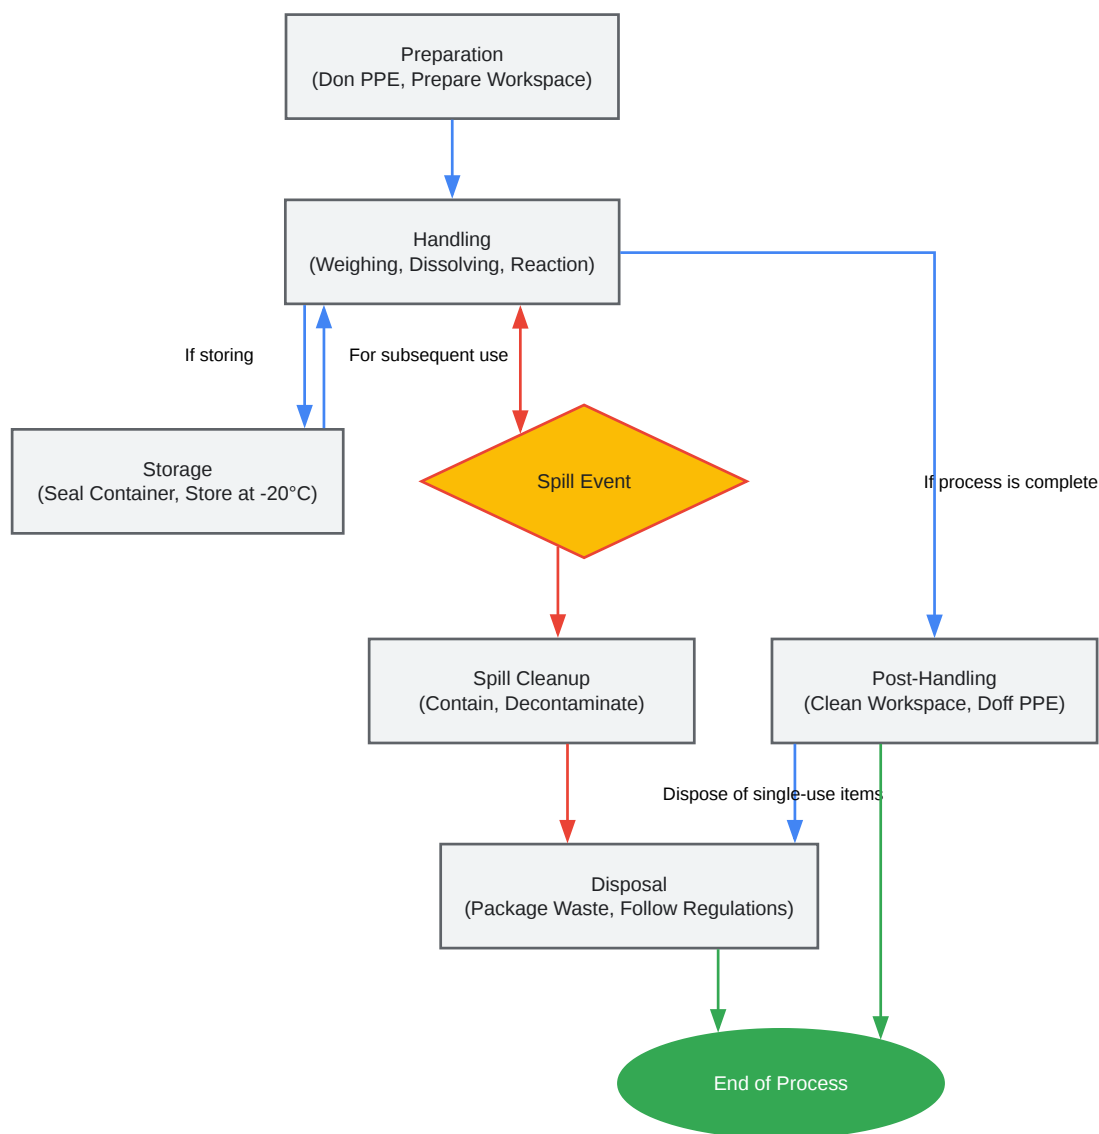 Preparation
(Don PPE, Prepare Workspace)
Handling
(Weighing, Dissolving, Reaction)
If storing
For subsequent use
Storage
(Seal Container, Store at -20°C)
Spill Event
If process is complete
Spill Cleanup
(Contain, Decontaminate)
Post-Handling
(Clean Workspace, Doff PPE)
Dispose of single-use items
Disposal
(Package Waste, Follow Regulations)
End of Process